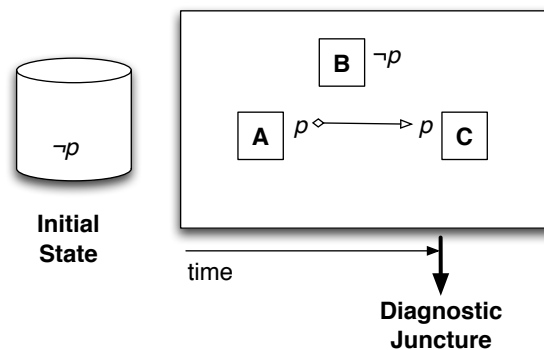 B ¬p
A p p C
¬p
Initial
State
time
Diagnostic
Juncture